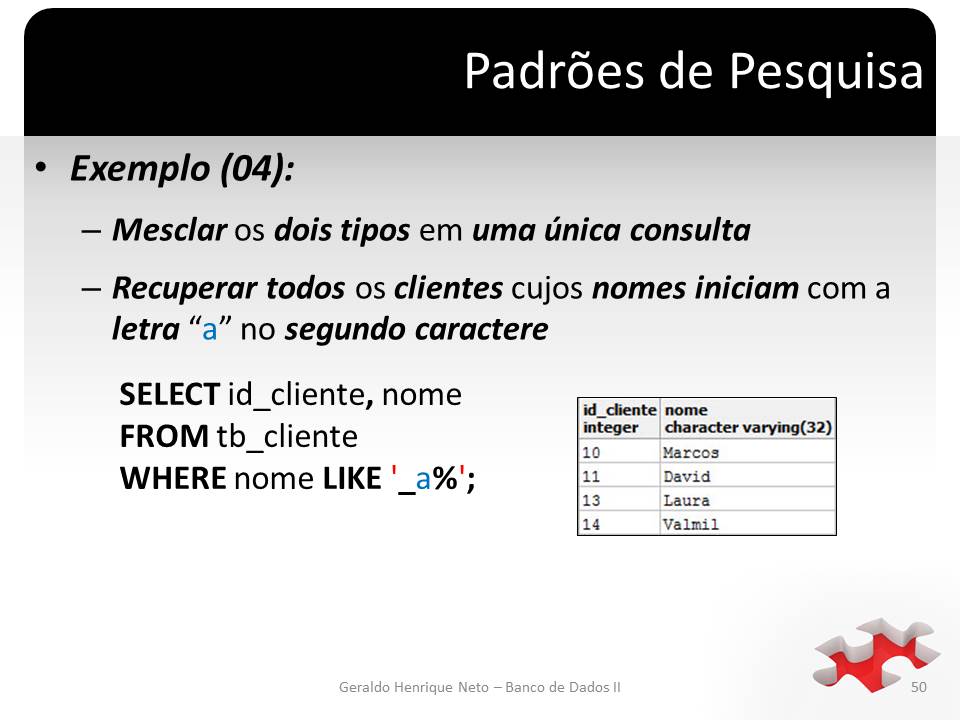 Padrões de Pesquisa
• Exemplo (04):
– Mesclar os dois tipos em uma única consulta
– Recuperar todos os clientes cujos nomes iniciam com a
letra “a” no segundo caractere
SELECT id_cliente, nome
FROM tb_cliente
WHERE nome LIKE '_a%';
id_cliente nome
integer character varying(32)
10 Marcos
11 David
13 Laura
14 Valmil
Geraldo Henrique Neto – Banco de Dados II
50